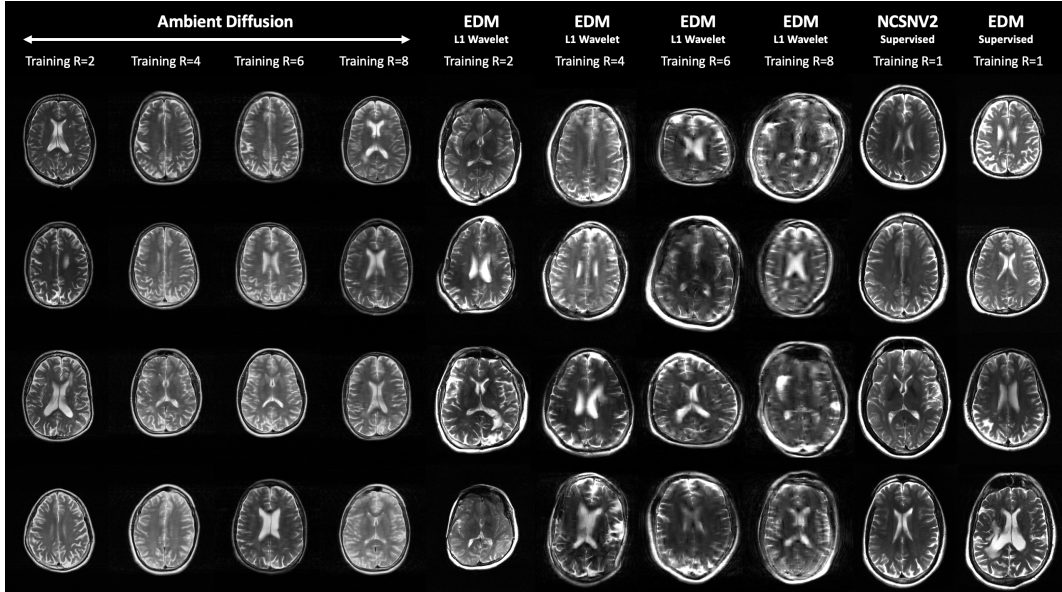 Ambient Diffusion EDM EDM EDM EDM NCSNV2 EDM
L1 Wavelet L1 Wavelet L1 Wavelet L1 Wavelet Supervised Supervised
Training R=2 Training R=4 Training R=6 Training R=8 Training R=2 Training R=4 Training R=6 Training R=8 Training R=1 Training R=1